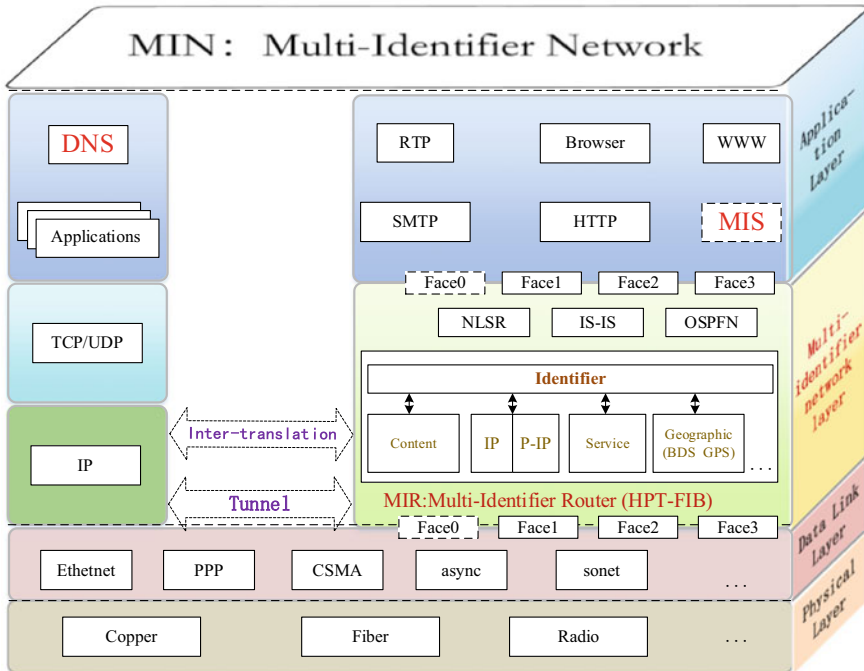 MIN: Multi-Identifier Network
DNS
Applications
TCP/UDP
IP
RTP
Browser
WWW
SMTP
HTTP
MIS
Face0
Face1
Face2
Face3
NLSR
IS-IS
OSPFN
Identifier
Content
IP
P-IP
Service
Geographic
(BDS GPS)
...
MIR:Multi-Identifier Router (HPT-FIB)
Inter-translation
Tunnel
Face0
Face1
Face2
Face3
Ethetnet
PPP
CSMA
async
sonet
...
Copper
Fiber
Radio
...
Applica-
tion
Layer
Multi-
identifier
network
layer
Data Link
Layer
Physical
Layer